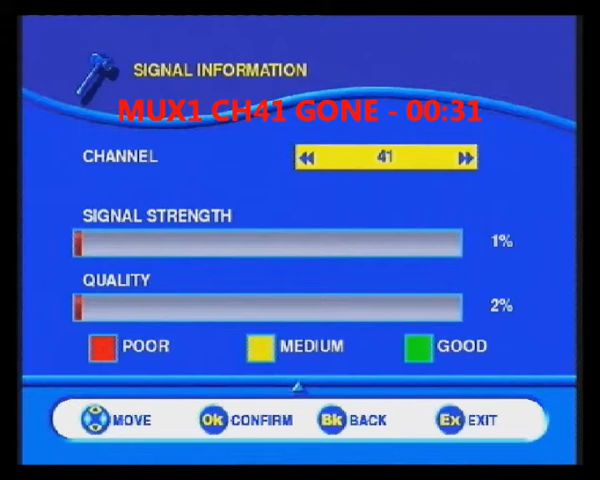 SIGNAL INFORMATION
MUX1 CH41 GONE - 00:31
CHANNEL 41
SIGNAL STRENGTH
1%
QUALITY
2%
POOR MEDIUM GOOD
MOVE Ok CONFIRM Bk BACK Ex EXIT